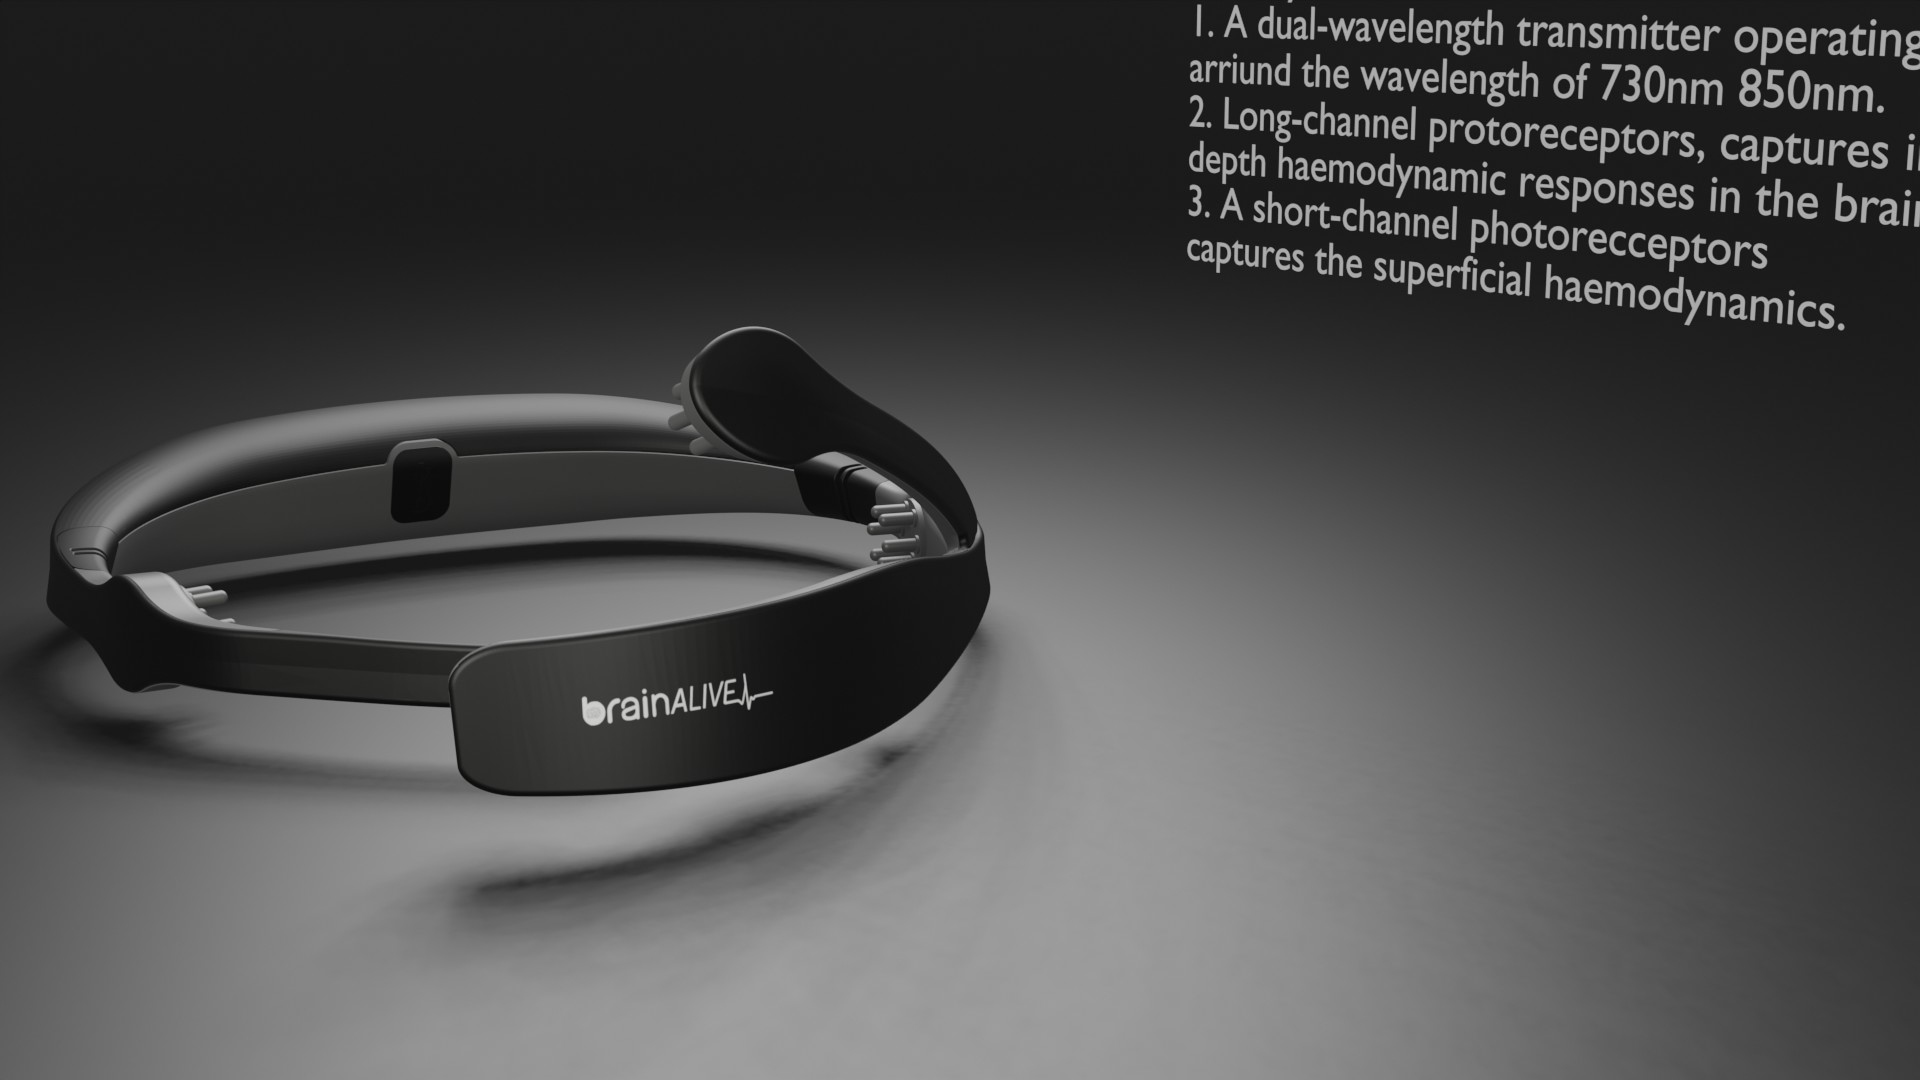 1. A dual-wavelength transmitter operating
arriund the wavelength of 730nm 850nm.
2. Long-channel protoreceptors, captures
depth haemodynamic responses in the brain
3. A short-channel photorecceptors
captures the superficial haemodynamics.
brainALIVE